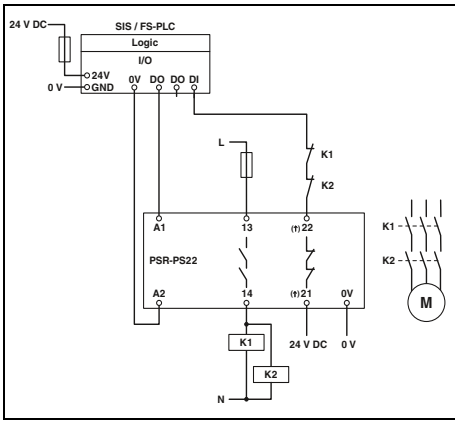 24 V DC
SIS / FS-PLC
Logic
I/O
24V
0V DO DO DI
0 V
GND
L
K1
K2
A1 13 (↑) 22
K1
PSR-PS22
K2
A2 14 (↑) 21 0V
M
K1
24 V DC 0 V
K2
N